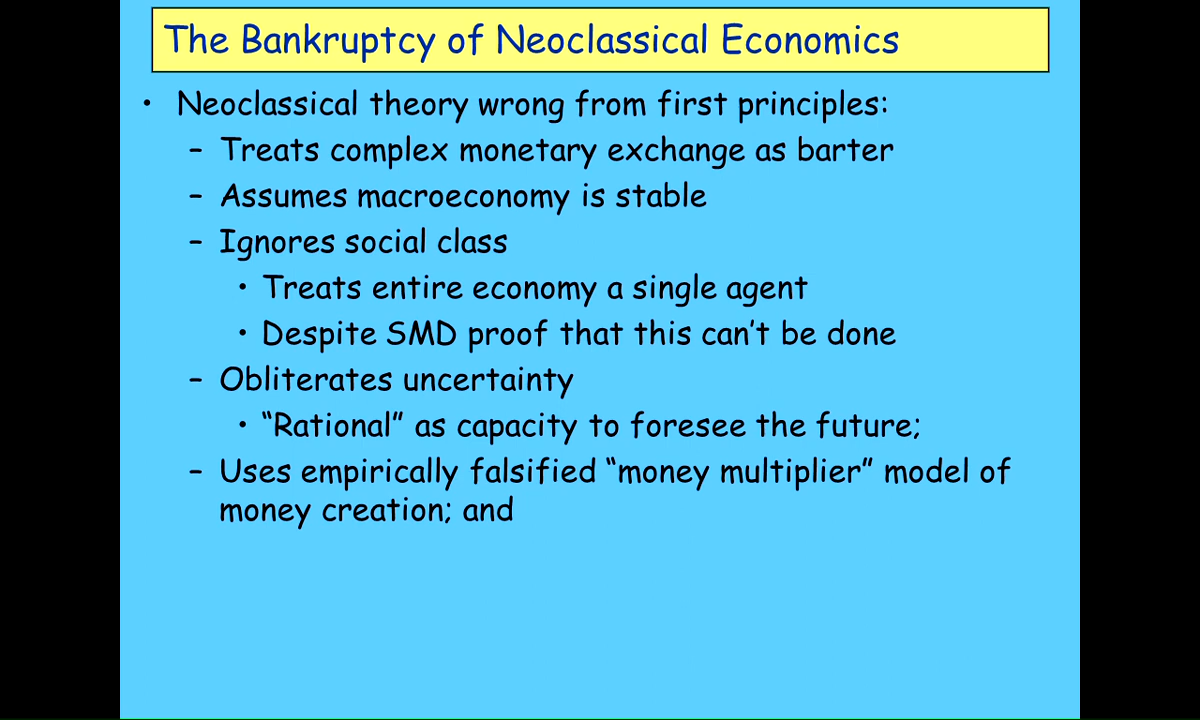 The Bankruptcy of Neoclassical Economics
• Neoclassical theory wrong from first principles:
– Treats complex monetary exchange as barter
– Assumes macroeconomy is stable
– Ignores social class
• Treats entire economy a single agent
• Despite SMD proof that this can’t be done
– Obliterates uncertainty
• “Rational” as capacity to foresee the future;
– Uses empirically falsified “money multiplier” model of
money creation; and